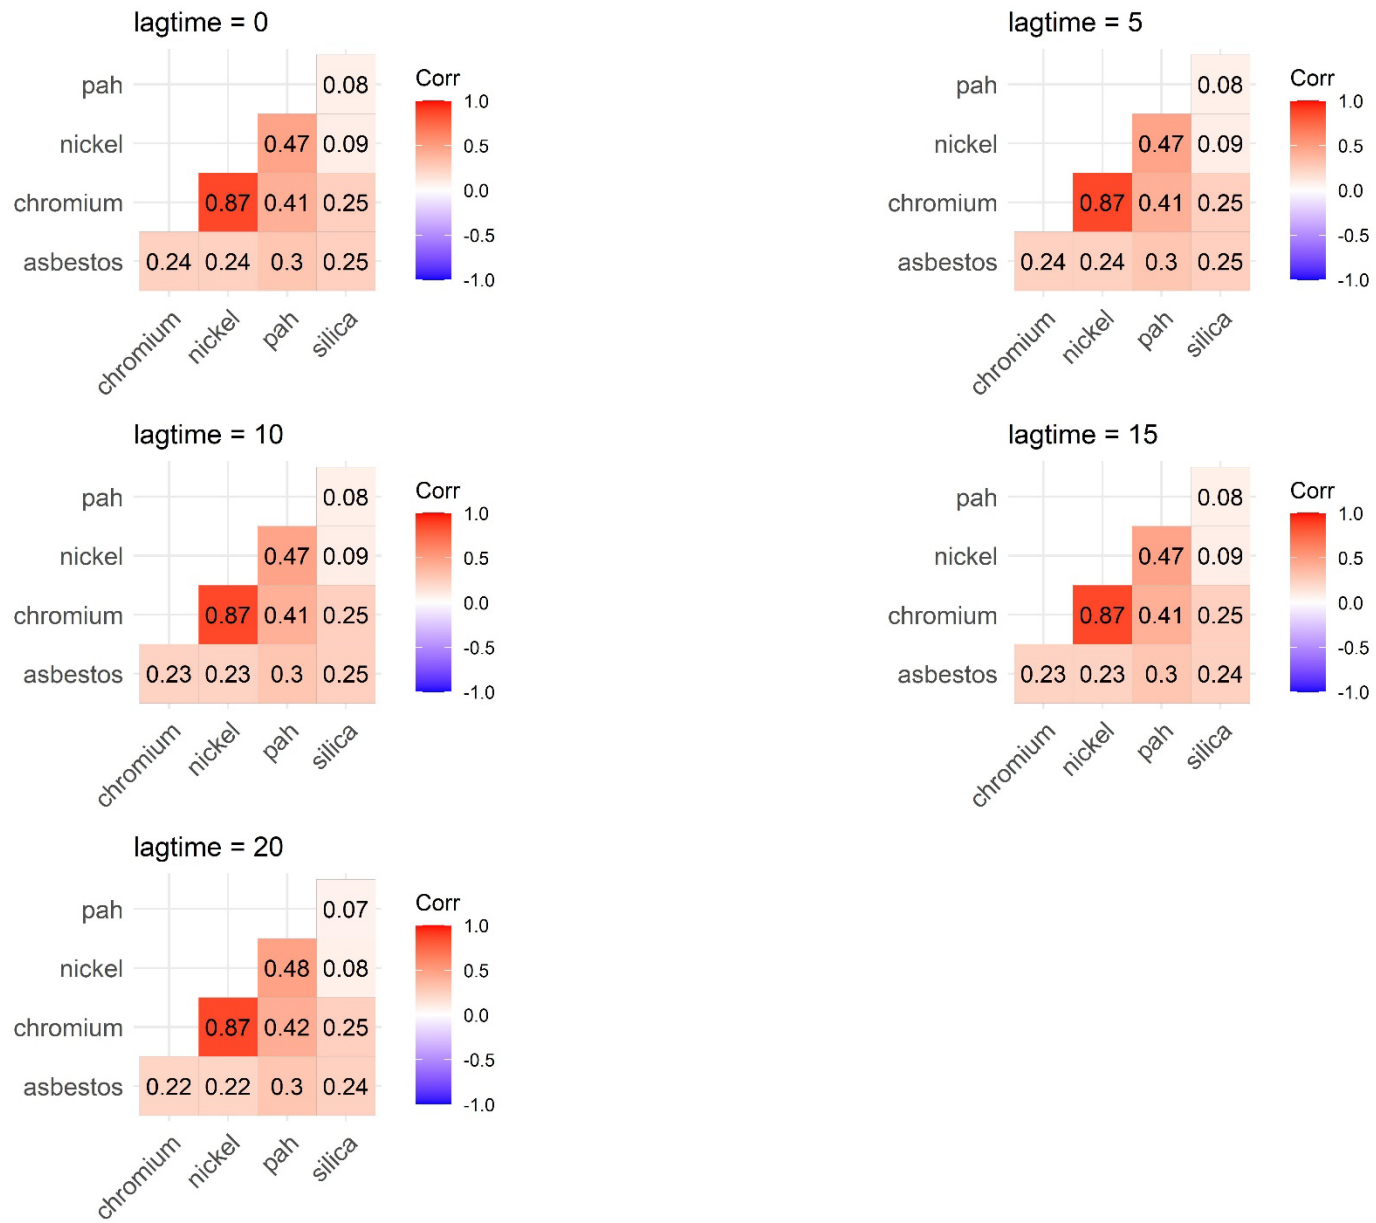 lagtime = 0
pah 0.08
nickel 0.47 0.09
chromium 0.87 0.41 0.25
asbestos 0.24 0.24 0.3 0.25
chromium nickel pah silica
Corr
1.0
0.5
0.0
-0.5
-1.0
lagtime = 5
pah 0.08
nickel 0.47 0.09
chromium 0.87 0.41 0.25
asbestos 0.24 0.24 0.3 0.25
chromium nickel pah silica
Corr
1.0
0.5
0.0
-0.5
-1.0
lagtime = 10
pah 0.08
nickel 0.47 0.09
chromium 0.87 0.41 0.25
asbestos 0.23 0.23 0.3 0.25
chromium nickel pah silica
Corr
1.0
0.5
0.0
-0.5
-1.0
lagtime = 15
pah 0.08
nickel 0.47 0.09
chromium 0.87 0.41 0.25
asbestos 0.23 0.23 0.3 0.24
chromium nickel pah silica
Corr
1.0
0.5
0.0
-0.5
-1.0
lagtime = 20
pah 0.07
nickel 0.48 0.08
chromium 0.87 0.42 0.25
asbestos 0.22 0.22 0.3 0.24
chromium nickel pah silica
Corr
1.0
0.5
0.0
-0.5
-1.0